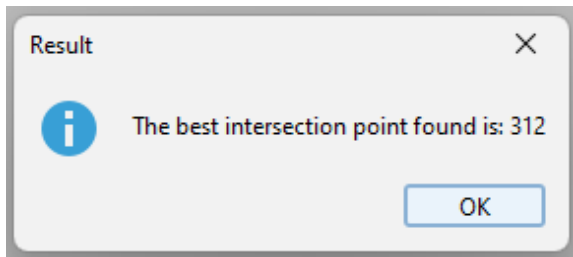 Result
The best intersection point found is: 312
OK